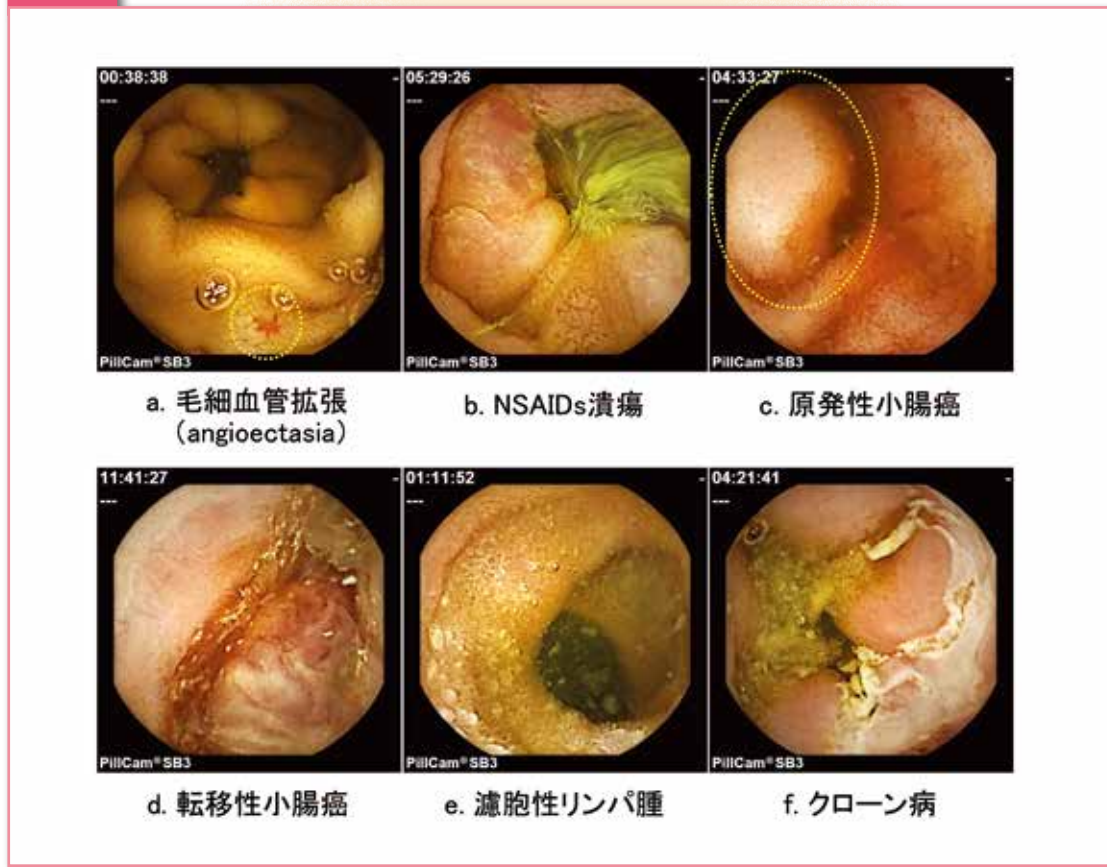 00:38:38
-
---
PillCam®SB3
a. 毛細血管拡張
(angioectasia)
05:29:26
-
---
PillCam®SB3
b. NSAIDs潰瘍
04:33:27
-
---
PillCam®SB3
c. 原発性小腸癌
11:41:27
-
---
PillCam®SB3
d. 転移性小腸癌
01:11:52
-
---
PillCam®SB3
e. 濾胞性リンパ腫
04:21:41
-
---
PillCam®SB3
f. クローン病